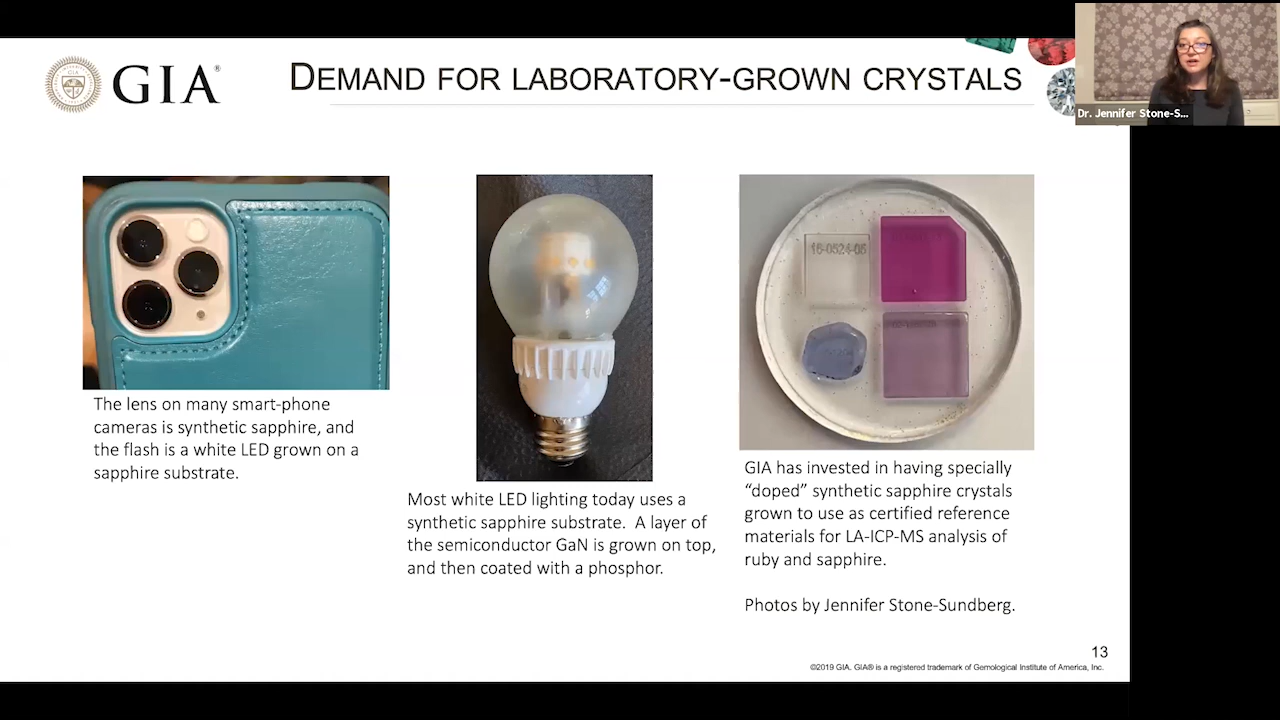 GIA®
DEMAND FOR LABORATORY-GROWN CRYSTALS
Dr. Jennifer Stone-S...
16-0524-05
The lens on many smart-phone
cameras is synthetic sapphire, and
the flash is a white LED grown on a
sapphire substrate.
Most white LED lighting today uses a
synthetic sapphire substrate. A layer of
the semiconductor GaN is grown on top,
and then coated with a phosphor.
GIA has invested in having specially
“doped” synthetic sapphire crystals
grown to use as certified reference
materials for LA-ICP-MS analysis of
ruby and sapphire.
Photos by Jennifer Stone-Sundberg.
13
©2019 GIA. GIA® is a registered trademark of Gemological Institute of America, Inc.